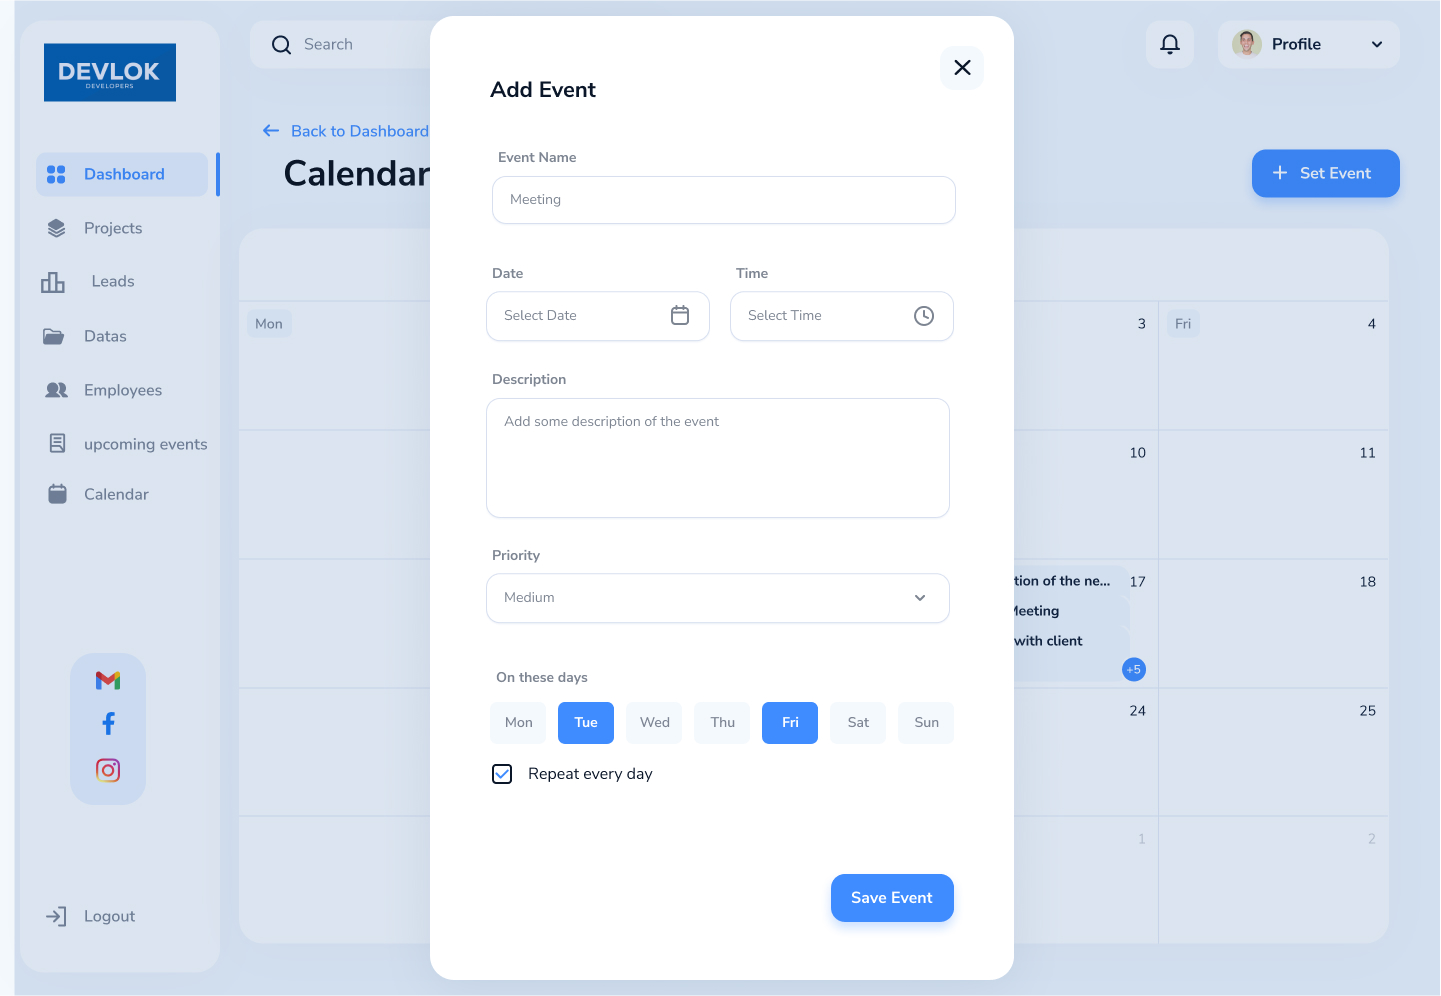 DEVLOK
DEVELOPERS
Search
Profile
Back to Dashboard
Calendar
Set Event
Dashboard
Projects
Leads
Datas
Employees
upcoming events
Calendar
Logout
Add Event
Event Name
Meeting
Date
Time
Select Date
Select Time
Description
Add some description of the event
Priority
Medium
On these days
Mon Tue Wed Thu Fri Sat Sun
Repeat every day
Save Event
Mon
3
Fri
4
10
11
tion of the ne...
17
18
Meeting
with client
+5
24
25
1
2